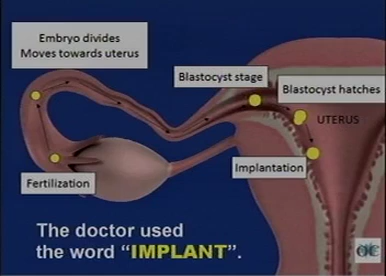 Embryo divides
Moves towards uterus
Blastocyst stage
Blastocyst hatches
UTERUS
Implantation
Fertilization
The doctor used
the word “IMPLANT”.